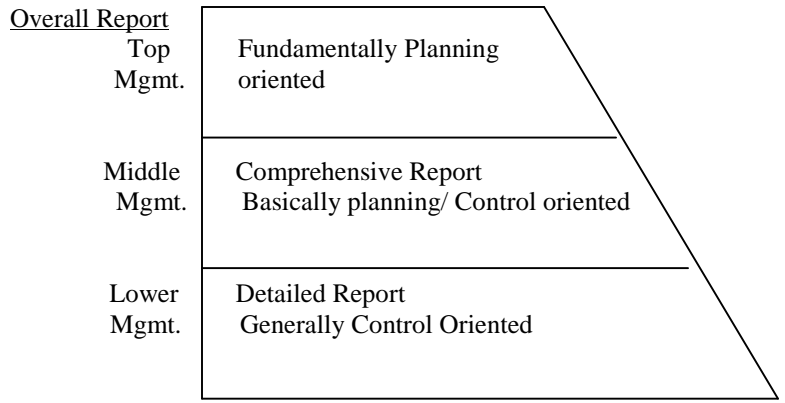 Overall Report
Top Fundamentally Planning
Mgmt. oriented
Middle Comprehensive Report
Mgmt. Basically planning/ Control oriented
Lower Detailed Report
Mgmt. Generally Control Oriented